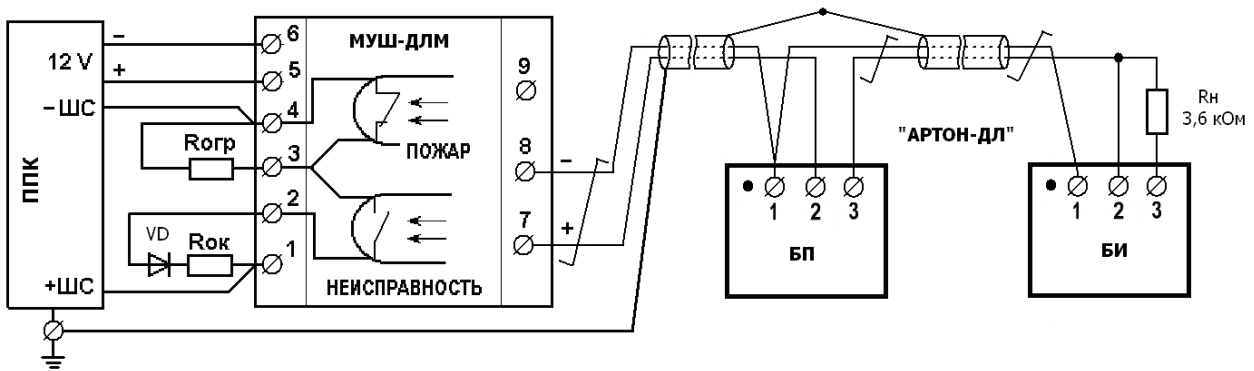 ППК
12 V
–
+
– ШС
+ШС
Rогр
VD
Rок
МУШ-ДЛМ
6
5
4
3
2
1
ПОЖАР
НЕИСПРАВНОСТЬ
9
8
7
–
+
"АРТОН-ДЛ"
Rн
3,6 кОм
1
2
3
БП
1
2
3
БИ